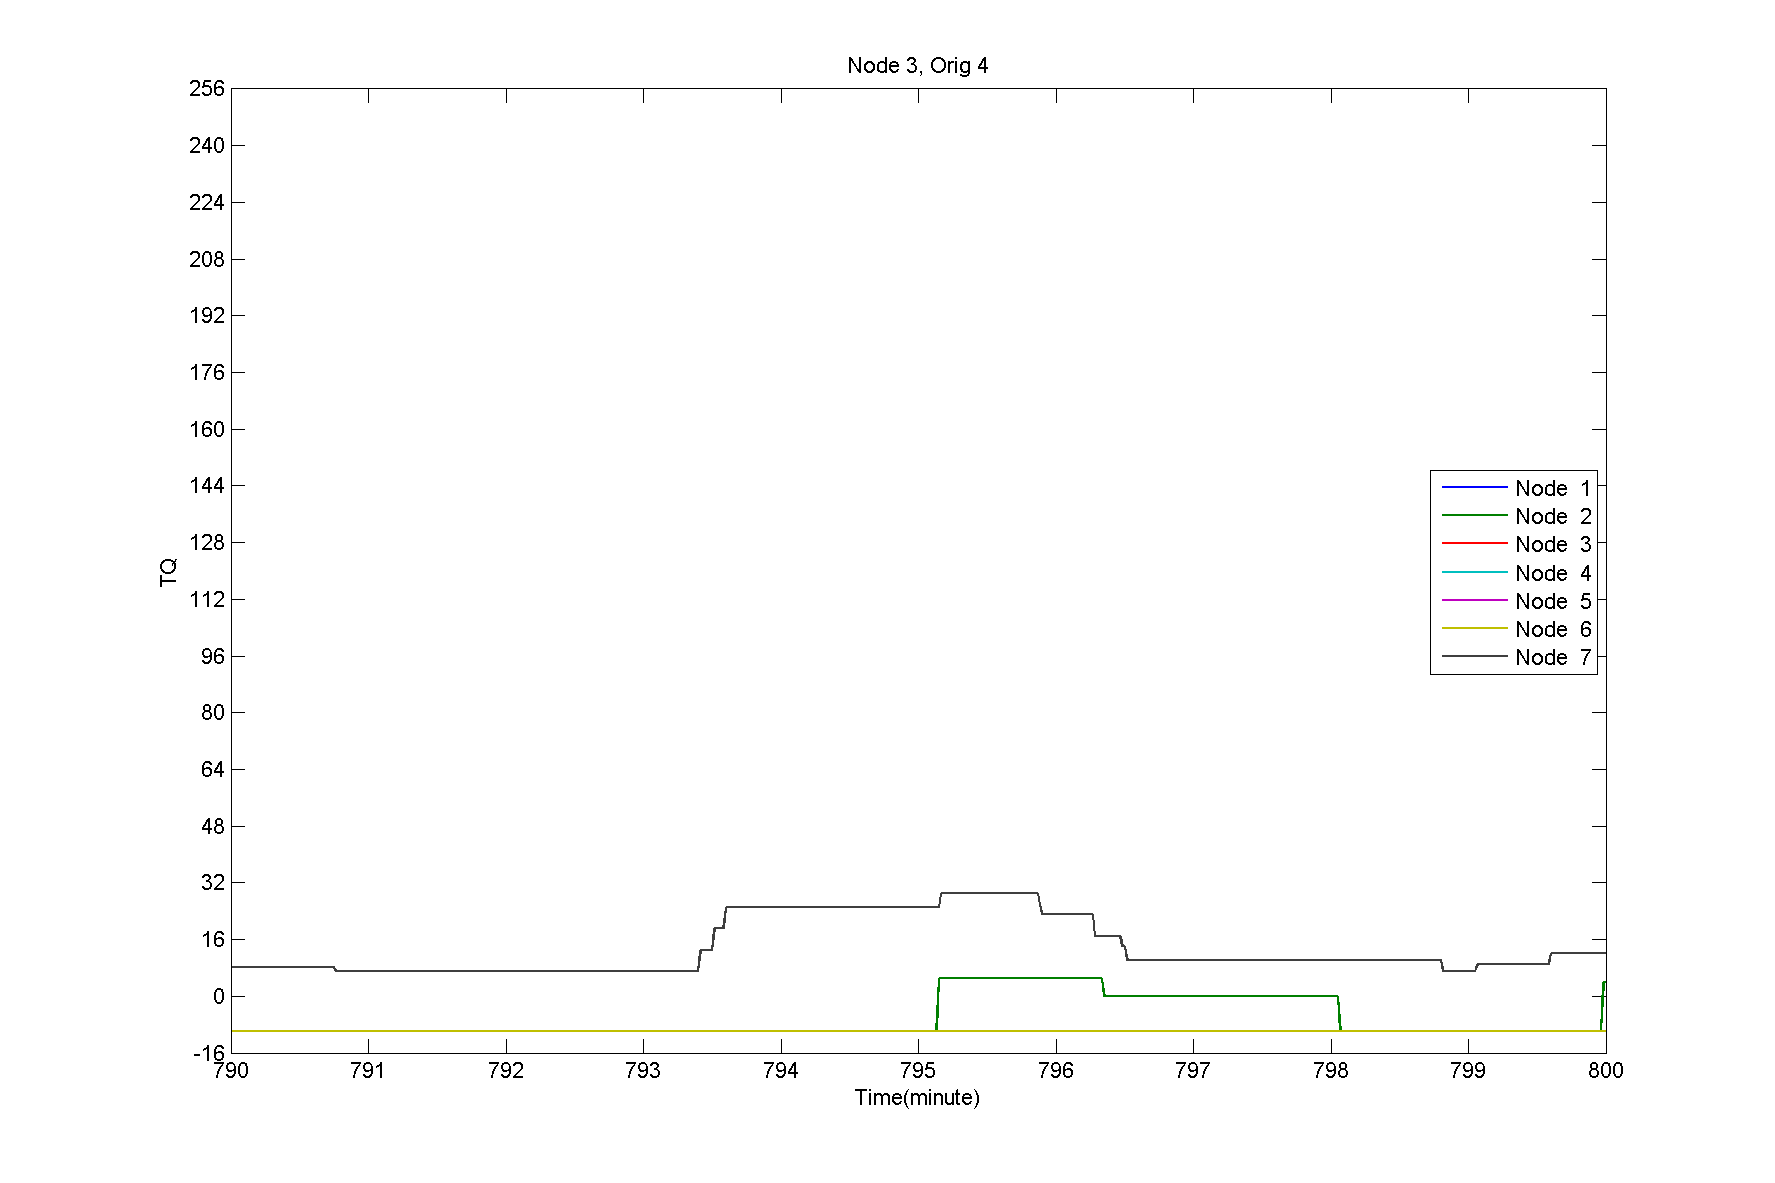 Node 3, Orig 4
256
240
224
208
192
176
160
144
128
112
96
80
64
48
32
16
0
-16
TQ
Node 1
Node 2
Node 3
Node 4
Node 5
Node 6
Node 7
790 791 792 793 794 795 796 797 798 799 800
Time(minute)